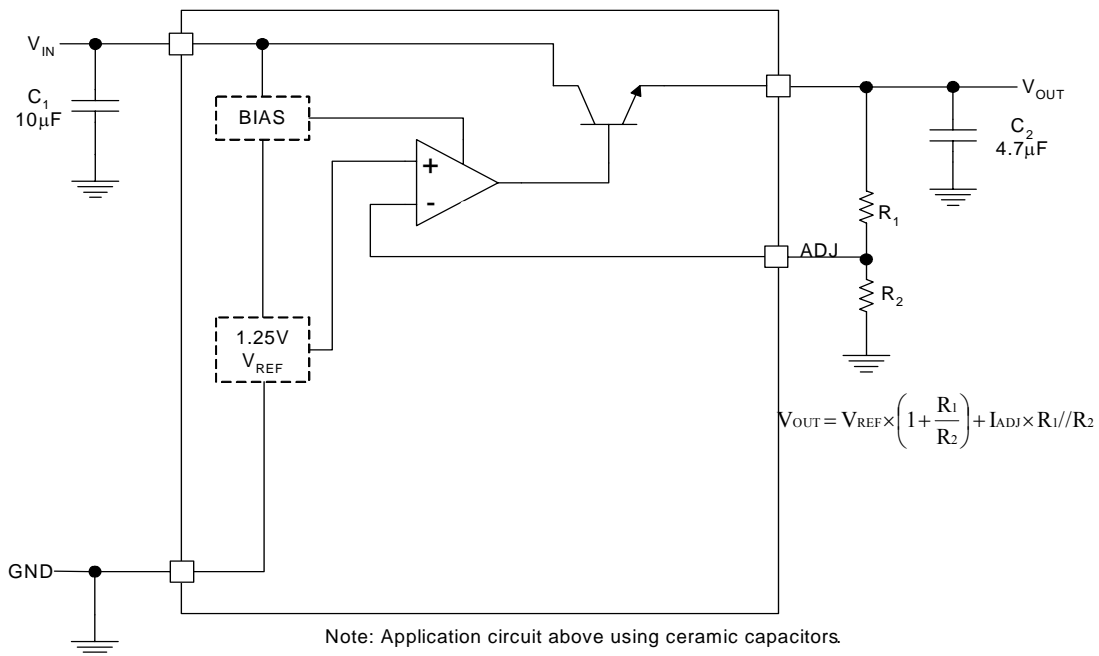 V_IN
C_1
10μF
BIAS
+
-
V_OUT
C_2
4.7μF
R_1
ADJ
R_2
1.25V
V_REF
V_OUT = V_REF × (1 + R_1/R_2) + I_ADJ × R_1//R_2
GND
Note: Application circuit above using ceramic capacitors.